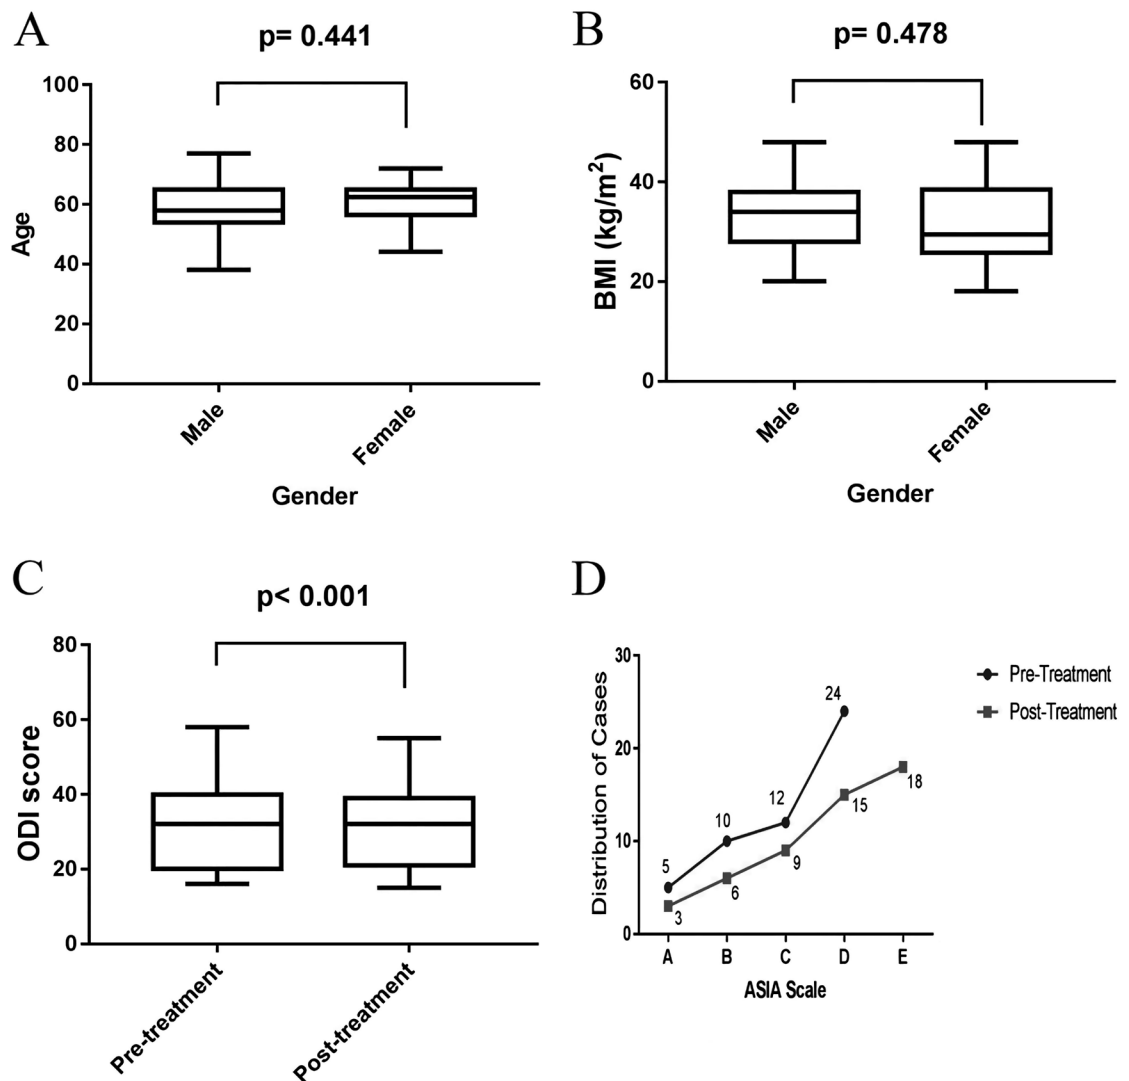 A
p= 0.441
100
80
60
40
20
0
Age
Male
Female
Gender
B
p= 0.478
60
40
20
0
BMI (kg/m²)
Male
Female
Gender
C
p< 0.001
80
60
40
20
0
ODI score
Pre-treatment
Post-treatment
D
30
20
10
0
Distribution of Cases
5
10
12
24
3
6
9
15
18
A
B
C
D
E
ASIA Scale
Pre-Treatment
Post-Treatment